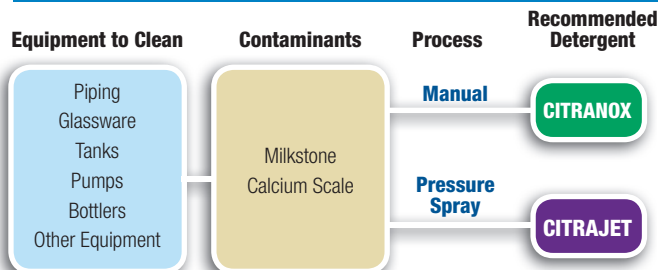 Equipment to Clean
Contaminants
Process
Recommended
Detergent
Piping
Glassware
Tanks
Pumps
Bottlers
Other Equipment
Milkstone
Calcium Scale
Manual
CITRANOX
Pressure
Spray
CITRAJET